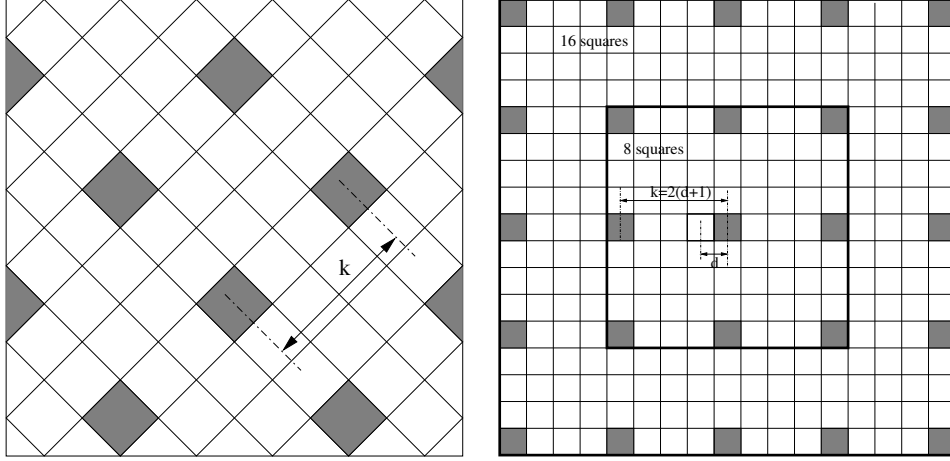 k
16 squares
8 squares
k=2(d+1)
d